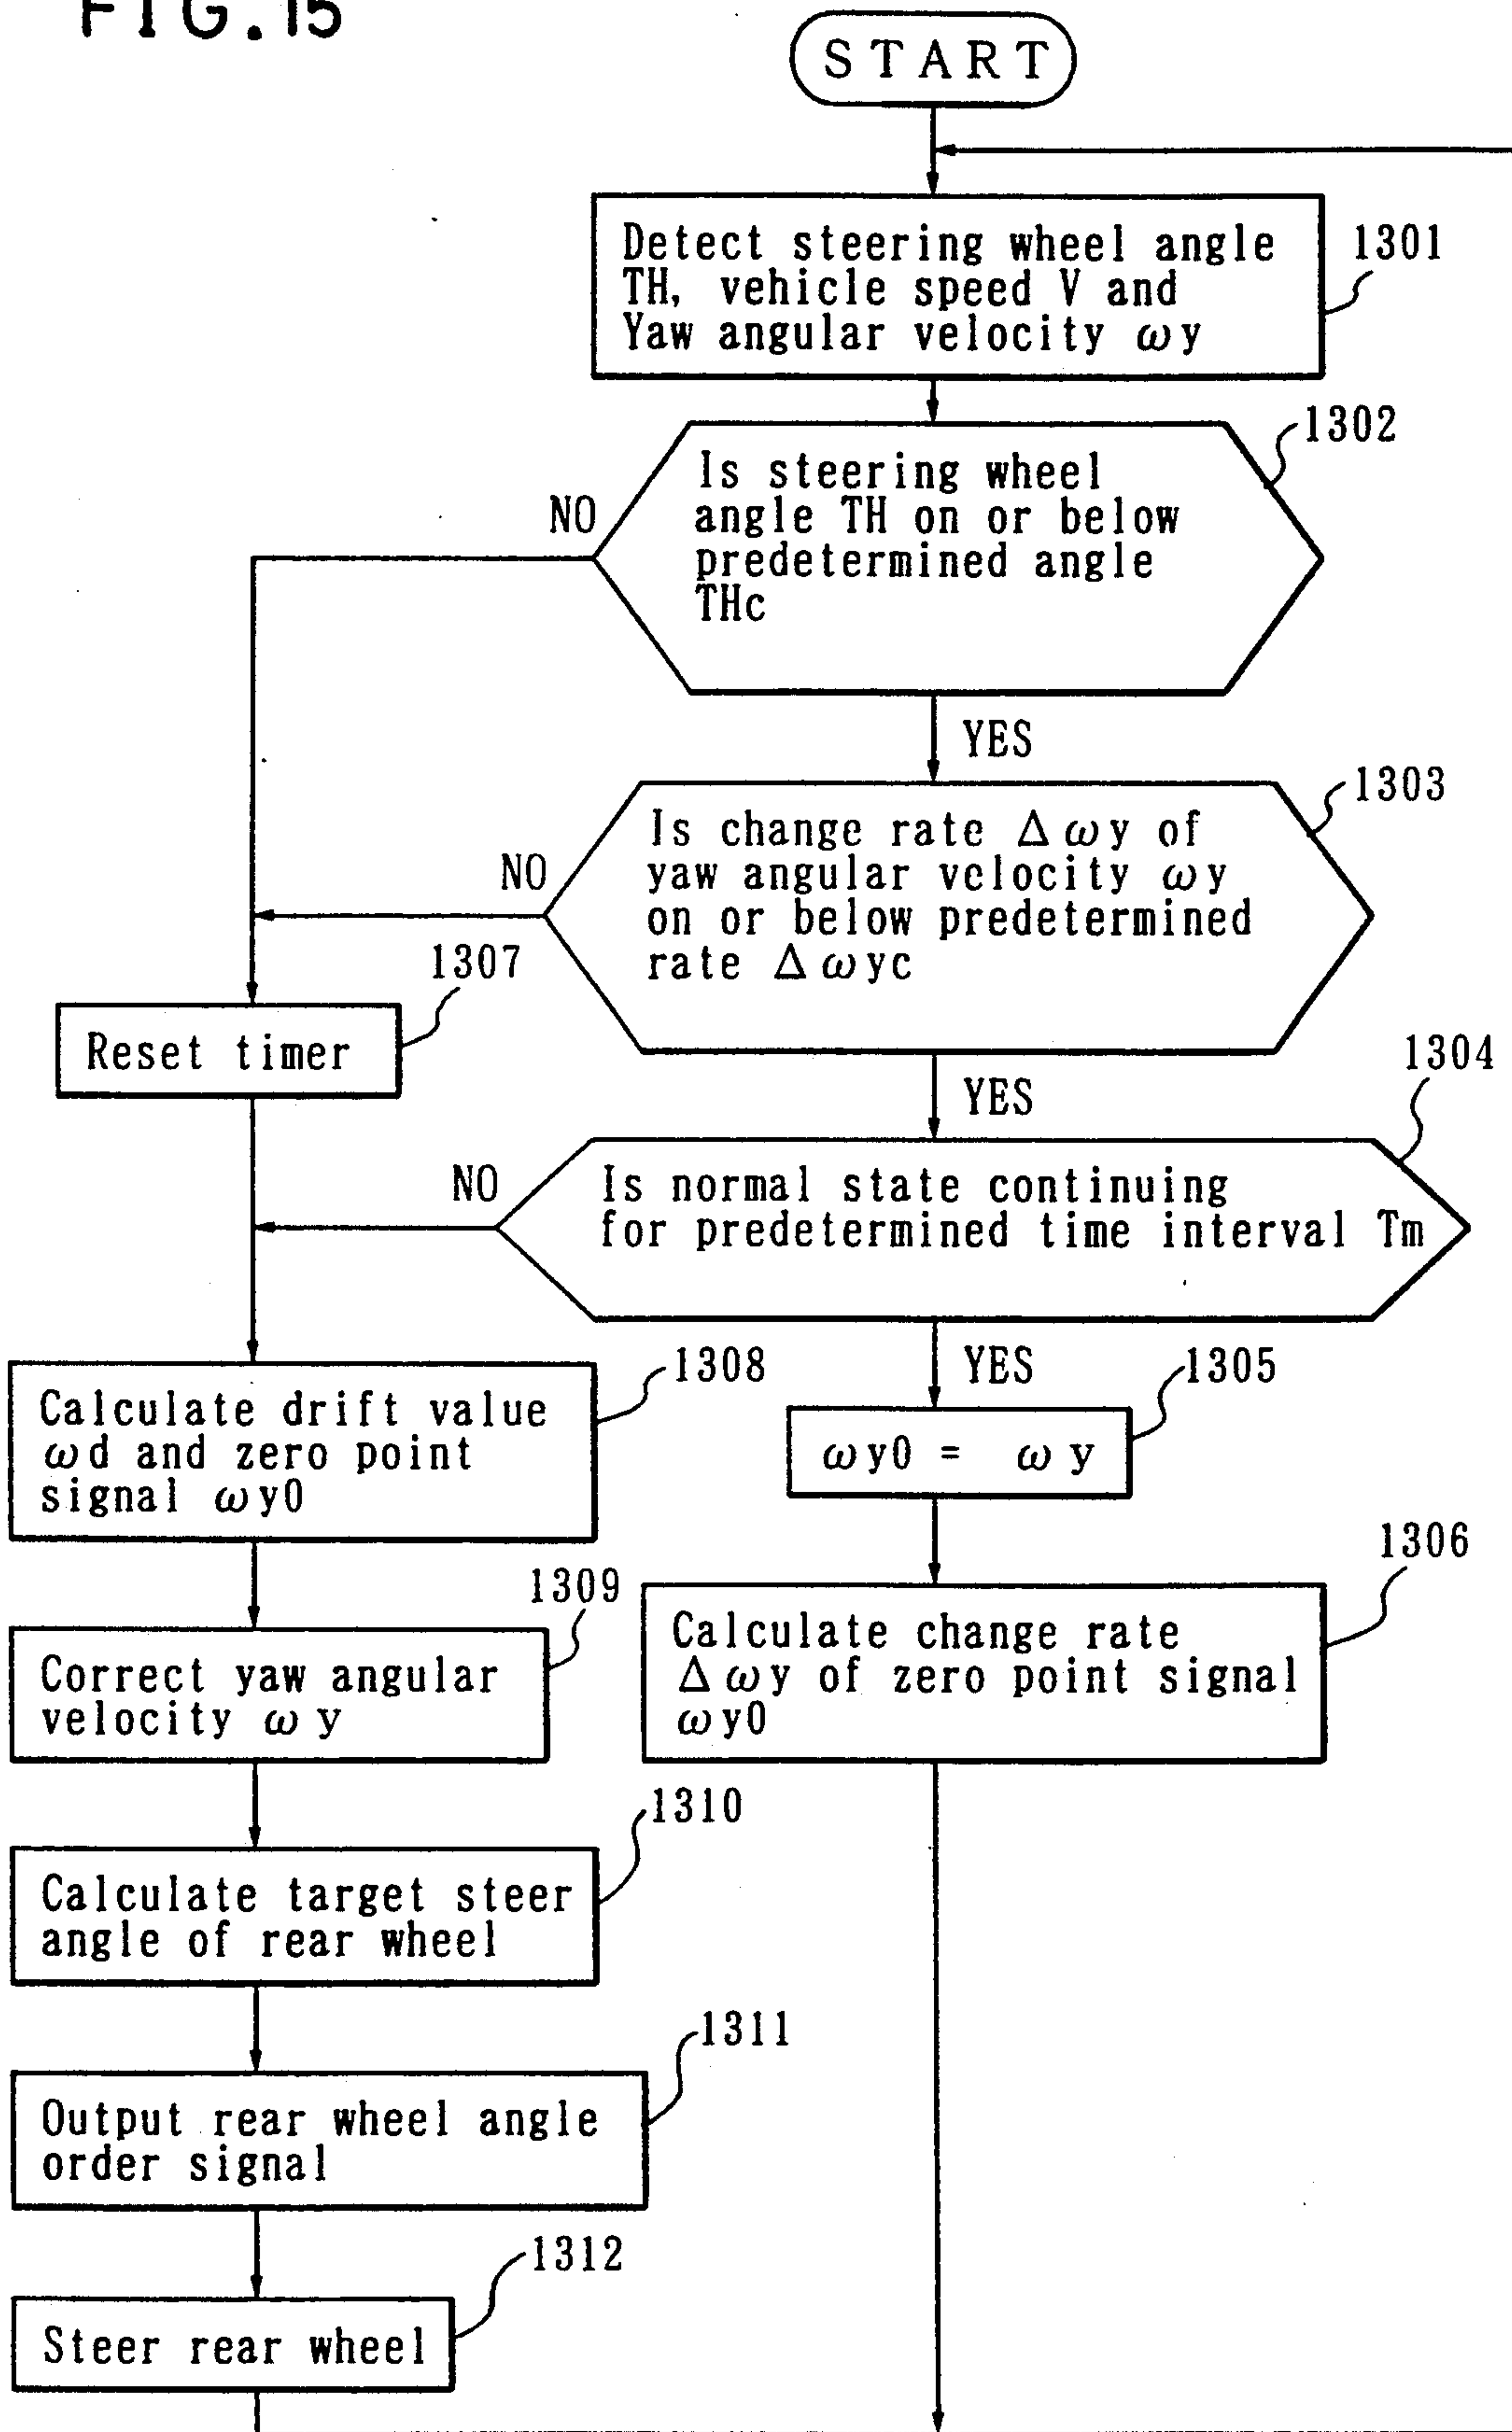 FIG.15
START
Detect steering wheel angle
TH, vehicle speed V and
Yaw angular velocity ωy
1301
1302
Is steering wheel
angle TH on or below
predetermined angle
THc
NO
YES
1303
Is change rate Δωy of
yaw angular velocity ωy
on or below predetermined
rate Δωyc
NO
1307
Reset timer
YES
1304
Is normal state continuing
for predetermined time interval Tm
NO
YES
1308
Calculate drift value
ωd and zero point
signal ωy0
1305
ωy0 = ωy
1306
Calculate change rate
Δωy of zero point signal
ωy0
1309
Correct yaw angular
velocity ωy
1310
Calculate target steer
angle of rear wheel
1311
Output rear wheel angle
order signal
1312
Steer rear wheel